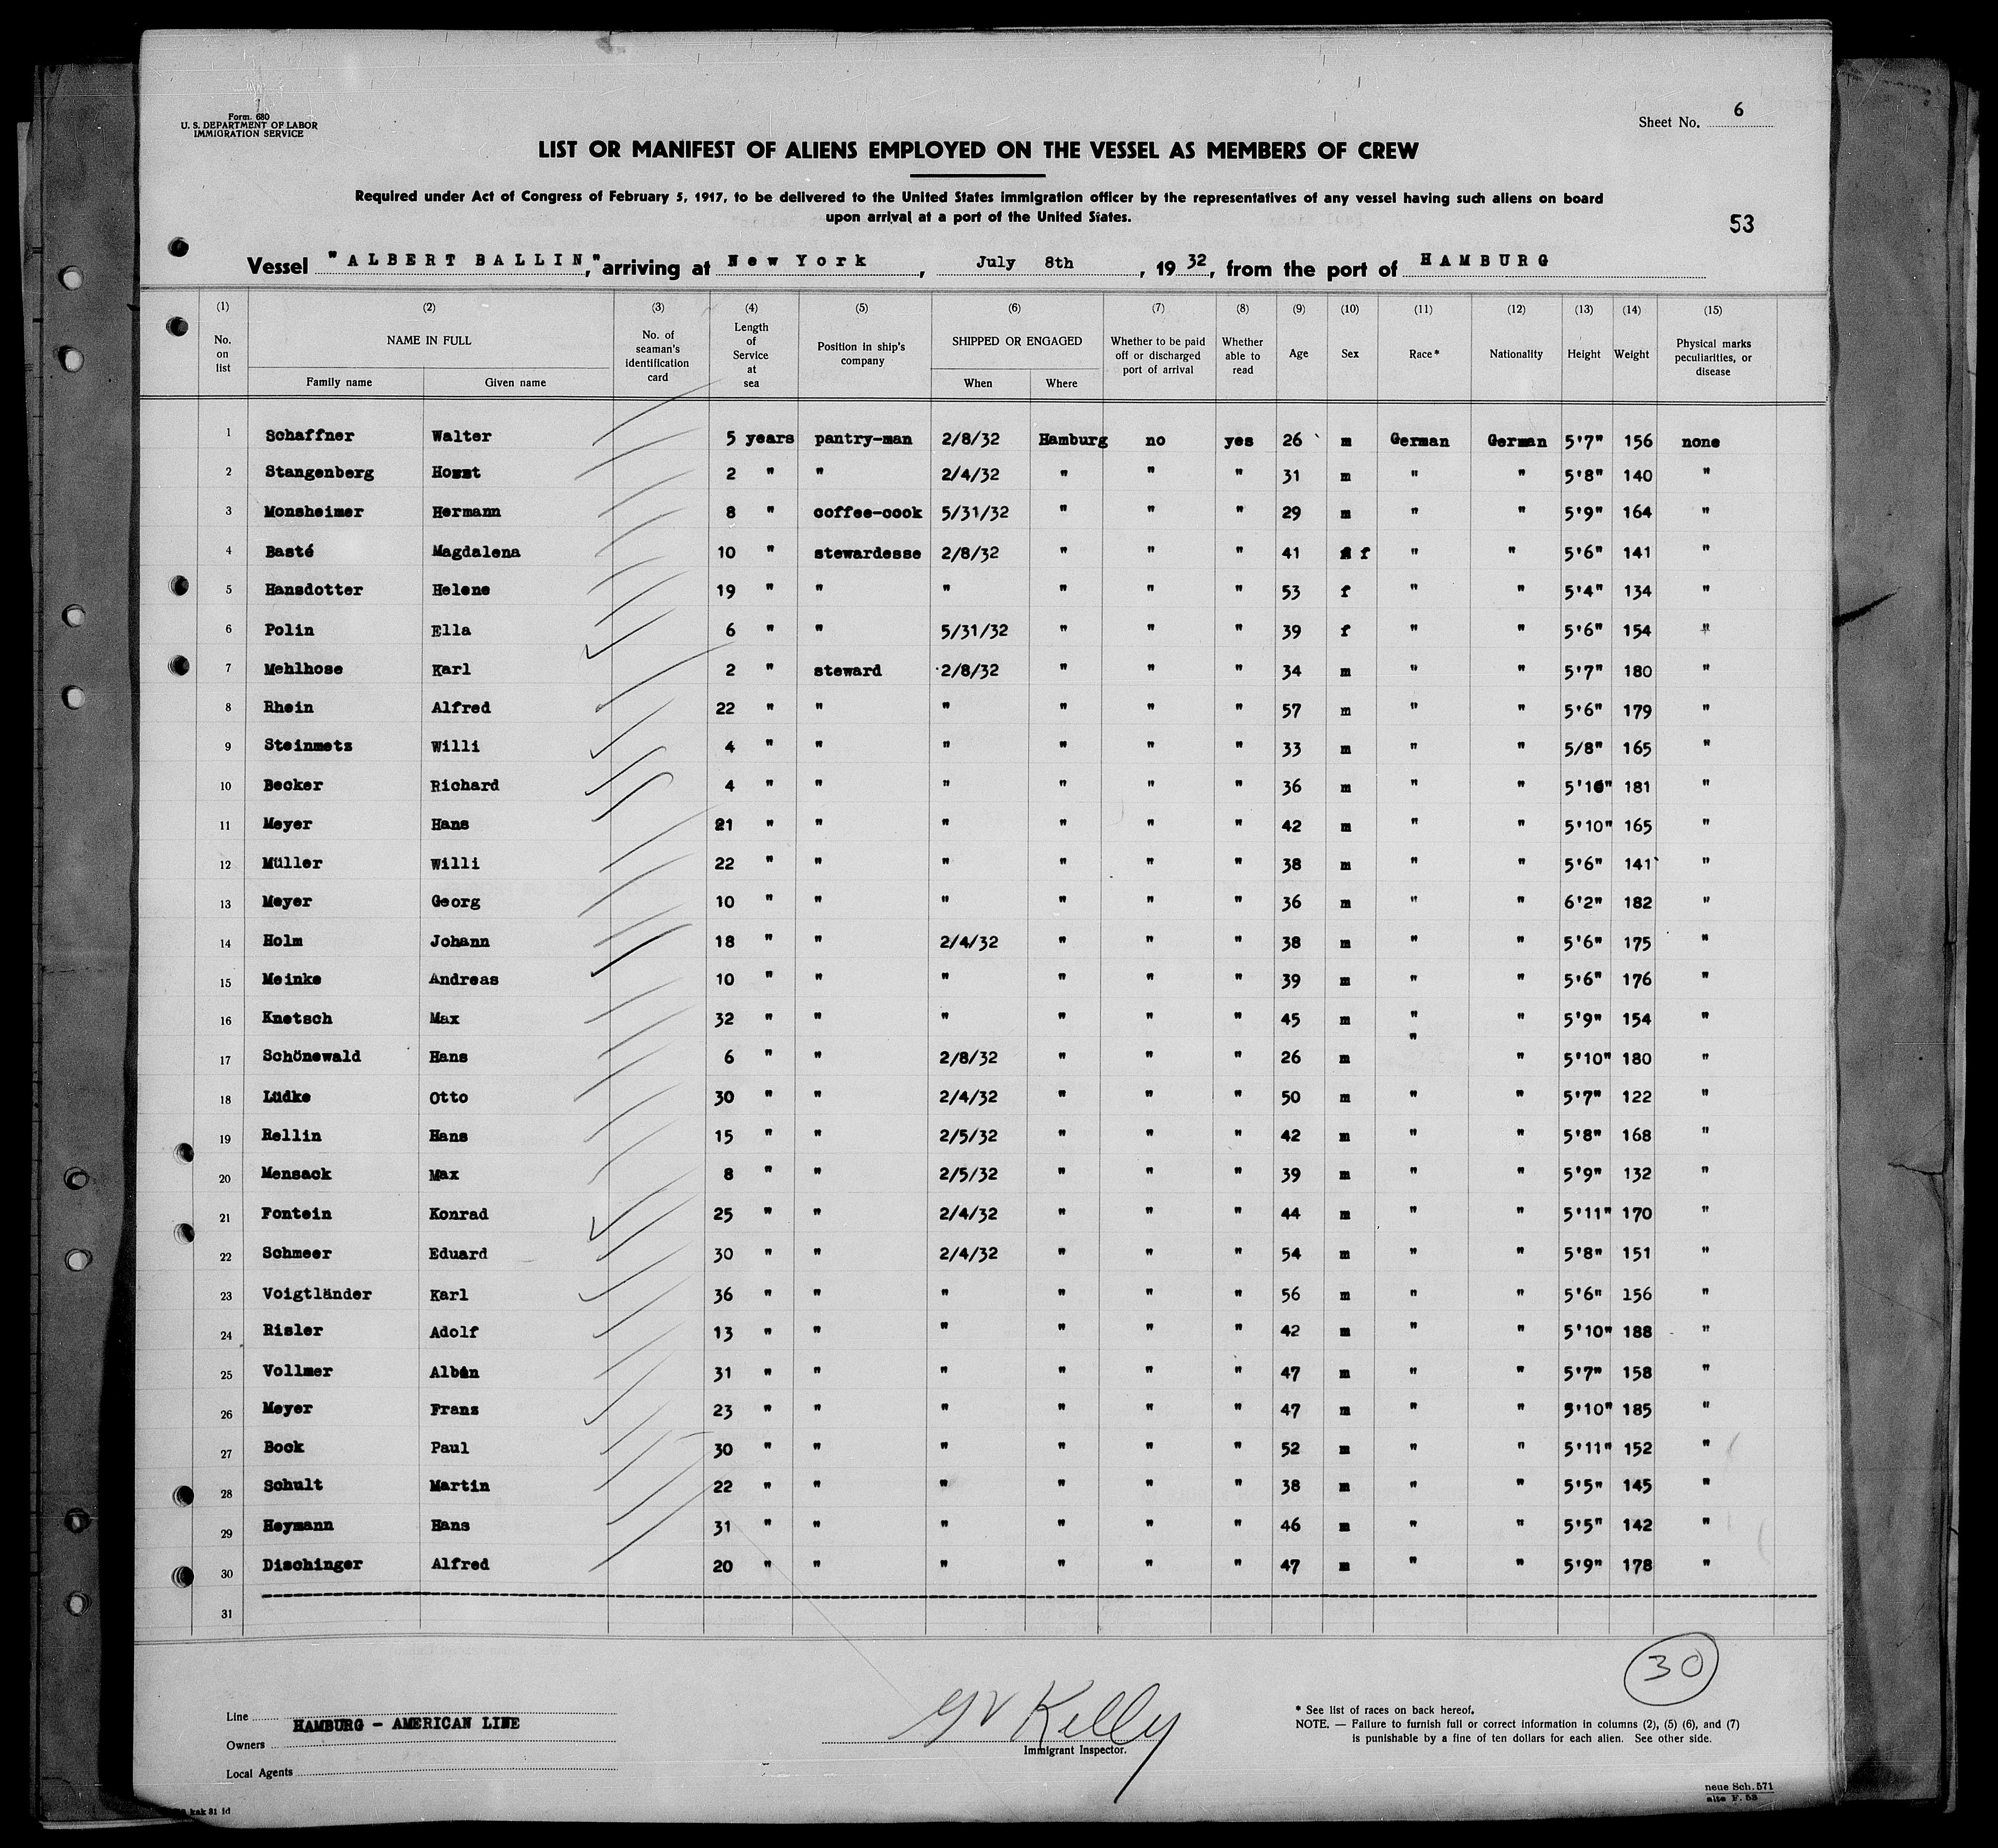 Form. 680
U. S. DEPARTMENT OF LABOR
IMMIGRATION SERVICE
Sheet No. 6
LIST OR MANIFEST OF ALIENS EMPLOYED ON THE VESSEL AS MEMBERS OF CREW
Required under Act of Congress of February 5, 1917, to be delivered to the United States immigration officer by the representatives of any vessel having such aliens on board
upon arrival at a port of the United States.
53
Vessel "ALBERT BALLIN", arriving at New York, July 8th, 1932, from the port of HAMBURG
(1) (2) (3) (4) (5) (6) (7) (8) (9) (10) (11) (12) (13) (14) (15)
No. on list NAME IN FULL No. of seaman's identification card Length of Service at sea Position in ship's company SHIPPED OR ENGAGED Whether to be paid off or discharged port of arrival Whether able to read Age Sex Race* Nationality Height Weight Physical marks peculiarities, or disease
Family name Given name When Where
1 Schaffner Walter 5 years pantry-man 2/8/32 Hamburg no yes 26 m German German 5'7" 156 none
2 Stangenberg Horst 2 " " 2/4/32 " " " 31 m " " 5'8" 140 "
3 Monsheimer Hermann 8 " coffee-cook 5/31/32 " " " 29 m " " 5'9" 164 "
4 Basté Magdalena 10 " stewardesse 2/8/32 " " " 41 f " " 5'6" 141 "
5 Hansdotter Helene 19 " " " " " " 53 f " " 5'4" 134 "
6 Polin Ella 6 " " 5/31/32 " " " 39 f " " 5'6" 154 "
7 Mehlhose Karl 2 " steward 2/8/32 " " " 34 m " " 5'7" 180 "
8 Rhein Alfred 22 " " " " " " 57 m " " 5'6" 179 "
9 Steinmetz Willi 4 " " " " " " 33 m " " 5/8" 165 "
10 Becker Richard 4 " " " " " " 36 m " " 5'10" 181 "
11 Meyer Hans 21 " " " " " " 42 m " " 5'10" 165 "
12 Müller Willi 22 " " " " " " 38 m " " 5'6" 141 "
13 Meyer Georg 10 " " " " " " 36 m " " 6'2" 182 "
14 Holm Johann 18 " " 2/4/32 " " " 38 m " " 5'6" 175 "
15 Meinke Andreas 10 " " " " " " 39 m " " 5'6" 176 "
16 Knetsch Max 32 " " " " " " 45 m " " 5'9" 154 "
17 Schönewald Hans 6 " " 2/8/32 " " " 26 m " " 5'10" 180 "
18 Lüdke Otto 30 " " 2/4/32 " " " 50 m " " 5'7" 122 "
19 Rellin Hans 15 " " 2/5/32 " " " 42 m " " 5'8" 168 "
20 Mensack Max 8 " " 2/5/32 " " " 39 m " " 5'9" 132 "
21 Fontein Konrad 25 " " 2/4/32 " " " 44 m " " 5'11" 170 "
22 Schmeer Eduard 30 " " 2/4/32 " " " 54 m " " 5'8" 151 "
23 Voigtländer Karl 36 " " " " " " 56 m " " 5'6" 156 "
24 Risler Adolf 13 " " " " " " 42 m " " 5'10" 188 "
25 Vollmer Albin 31 " " " " " " 47 m " " 5'7" 158 "
26 Meyer Franz 23 " " " " " " 47 m " " 5'10" 185 "
27 Bock Paul 30 " " " " " " 52 m " " 5'11" 152 "
28 Schult Martin 22 " " " " " " 38 m " " 5'5" 145 "
29 Heymann Hans 31 " " " " " " 46 m " " 5'5" 142 "
30 Dischinger Alfred 20 " " " " " " 47 m " " 5'9" 178 "
31
30
Line HAMBURG - AMERICAN LINE
Owners
Local Agents
Kelly
Immigrant Inspector.
* See list of races on back hereof.
NOTE. — Failure to furnish full or correct information in columns (2), (5) (6), and (7)
is punishable by a fine of ten dollars for each alien. See other side.
neue Sch. 571
alte F. 53
kak 31 1d